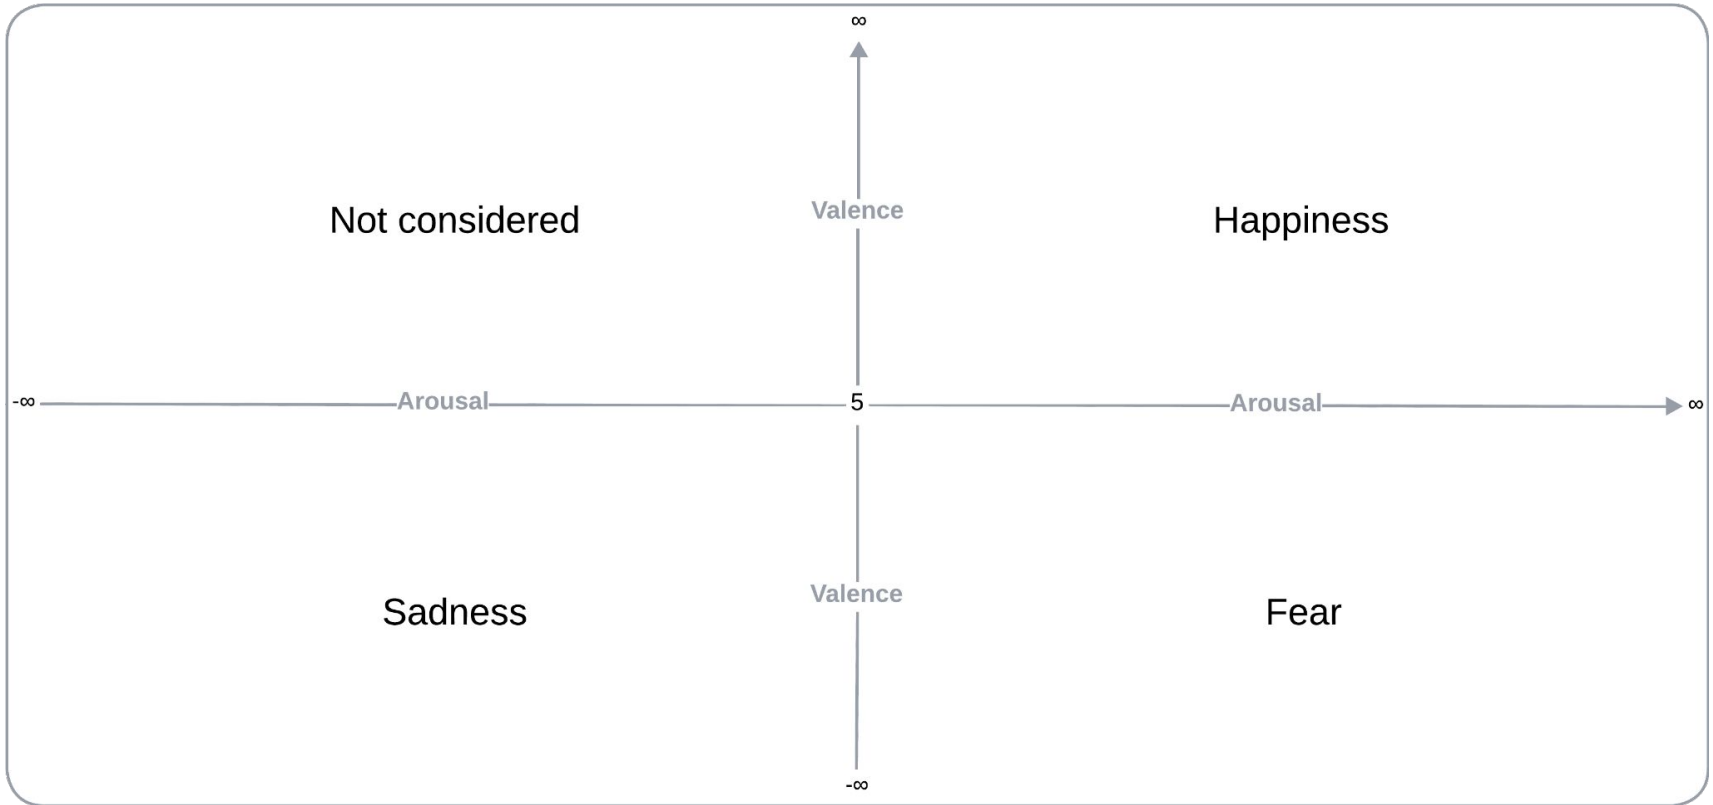 ∞
Valence
Not considered
Happiness
-∞
Arousal
5
Arousal
∞
Valence
Sadness
Fear
-∞